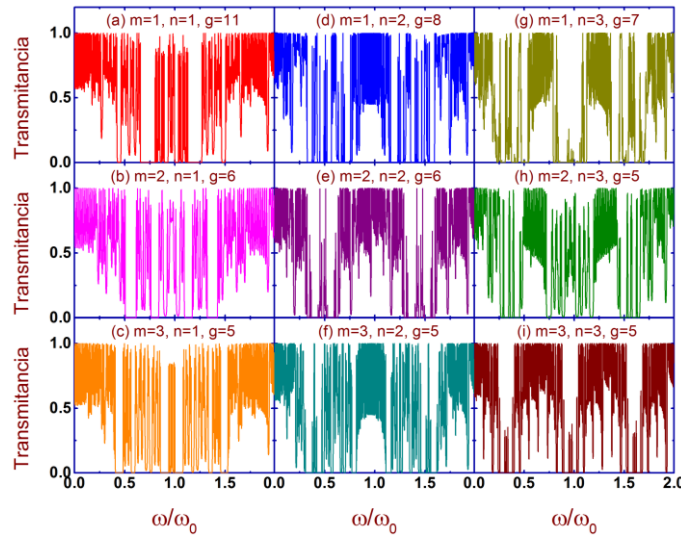 (a) m=1, n=1, g=11
(d) m=1, n=2, g=8
(g) m=1, n=3, g=7
Transmitancia
1.0
0.5
0.0
(b) m=2, n=1, g=6
(e) m=2, n=2, g=6
(h) m=2, n=3, g=5
Transmitancia
1.0
0.5
0.0
(c) m=3, n=1, g=5
(f) m=3, n=2, g=5
(i) m=3, n=3, g=5
Transmitancia
1.0
0.5
0.0
0.0 0.5 1.0 1.5 0.0 0.5 1.0 1.5 0.0 0.5 1.0 1.5 2.0
ω/ω₀ ω/ω₀ ω/ω₀